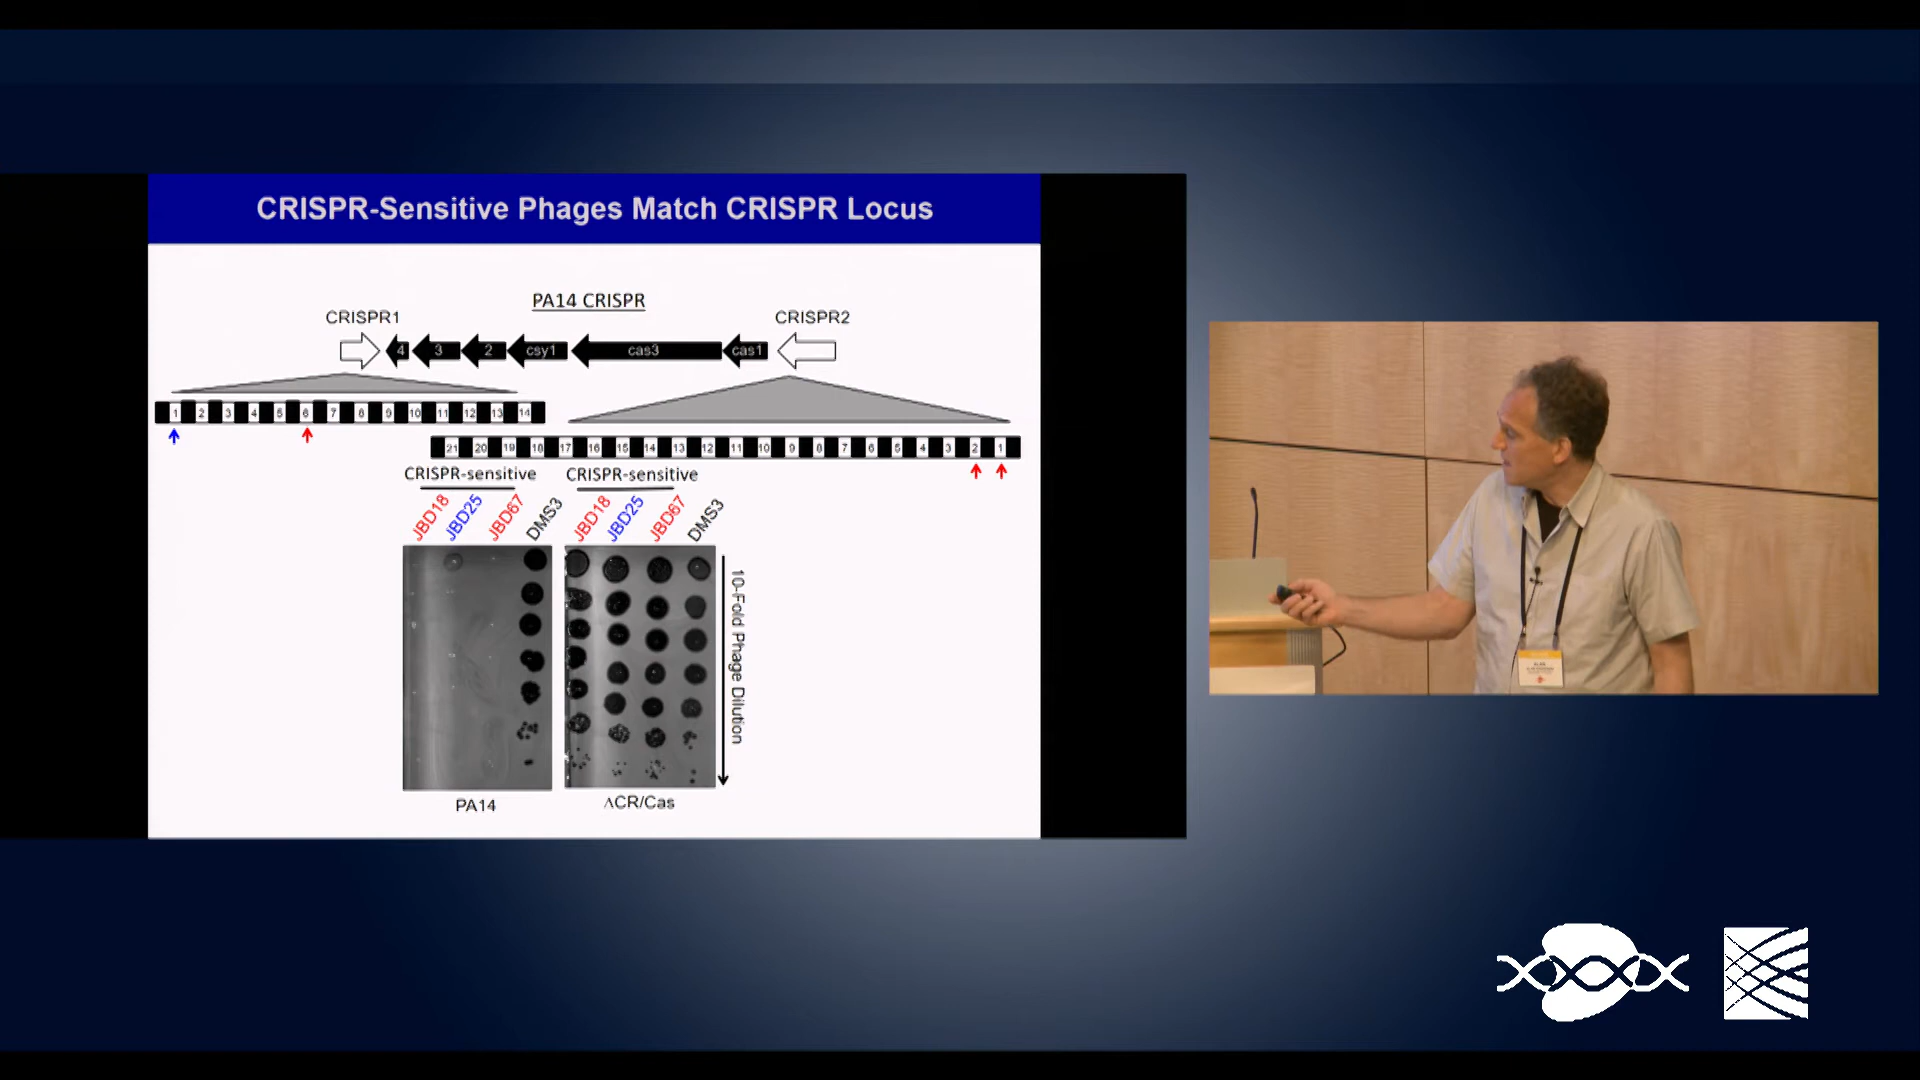 CRISPR-Sensitive Phages Match CRISPR Locus
PA14 CRISPR
CRISPR1
CRISPR2
4 3 2 csy1 cas3 cas1
1 2 3 4 5 6 7 8 9 10 11 12 13 14
21 20 19 18 17 16 15 14 13 12 11 10 9 8 7 6 5 4 3 2 1
CRISPR-sensitive CRISPR-sensitive
JBD18 JBD25 JBD67 DMS3 JBD18 JBD25 JBD67 DMS3
10-Fold Phage Dilution
PA14
ΔCR/Cas
ALAN